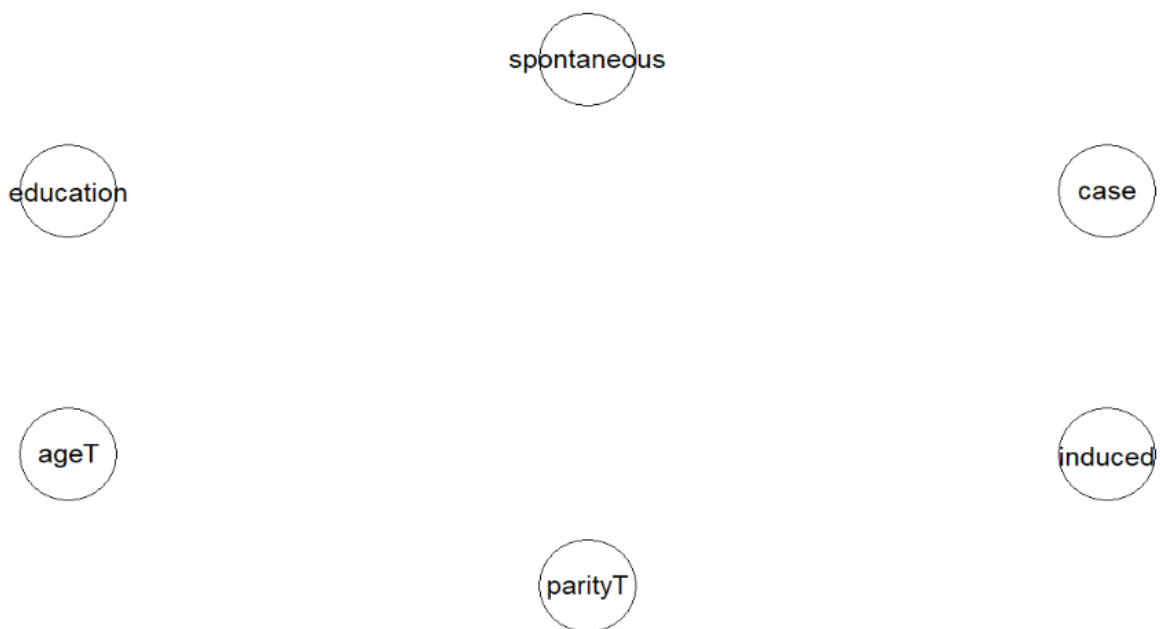 spontaneous
education
case
ageT
induced
parityT